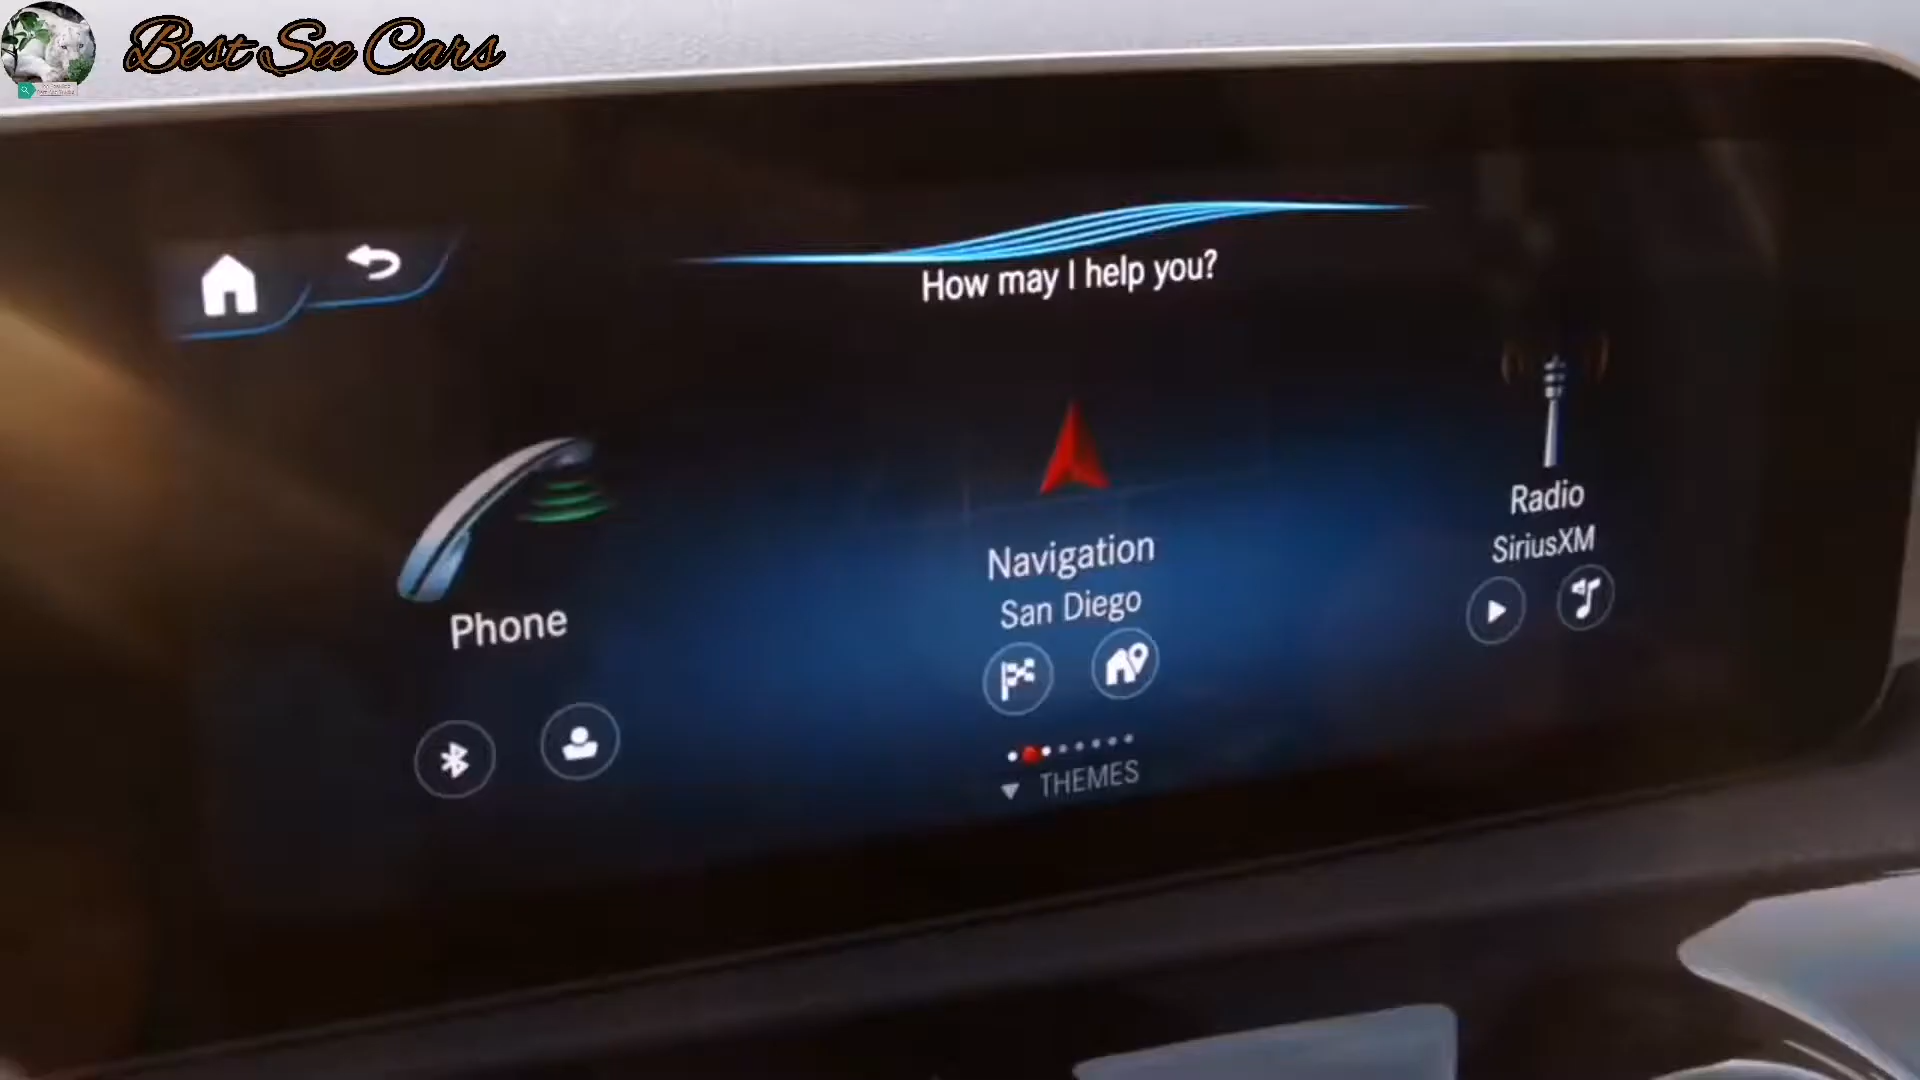 Best See Cars
How may I help you?
Phone
Navigation
San Diego
Radio
SiriusXM
THEMES